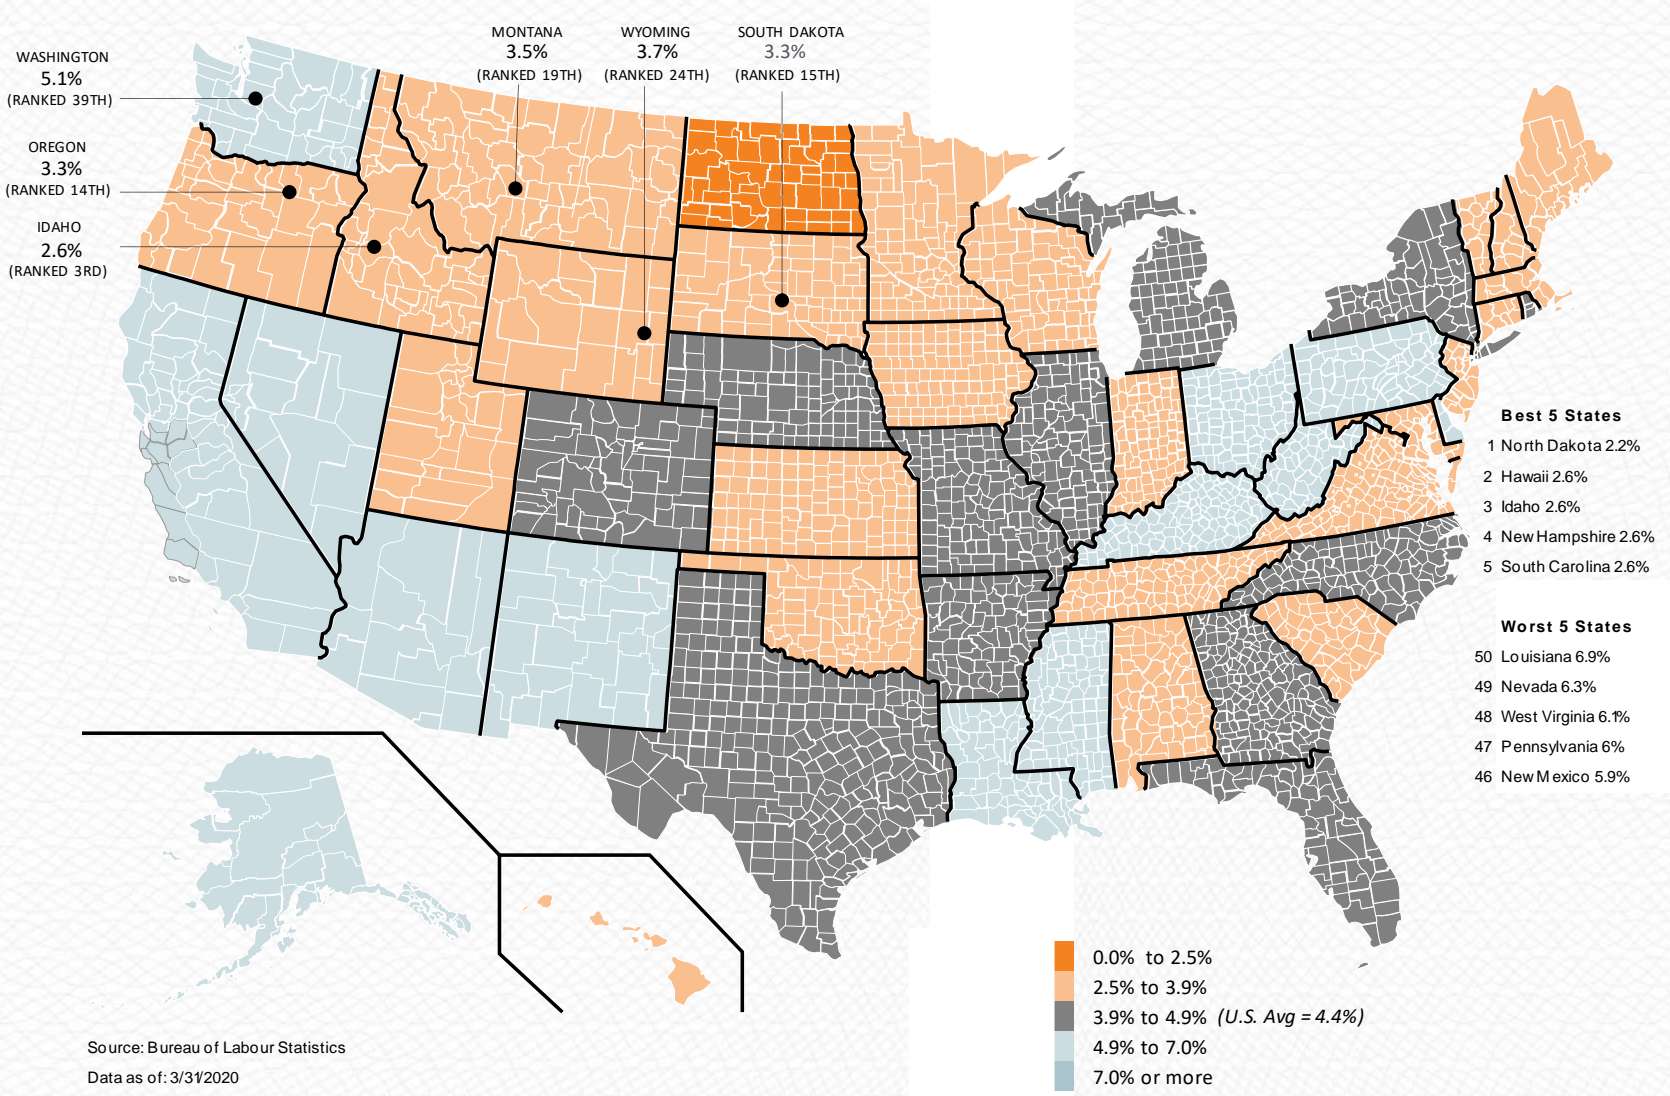 WASHINGTON
5.1%
(RANKED 39TH)
OREGON
3.3%
(RANKED 14TH)
IDAHO
2.6%
(RANKED 3RD)
MONTANA
3.5%
(RANKED 19TH)
WYOMING
3.7%
(RANKED 24TH)
SOUTH DAKOTA
3.3%
(RANKED 15TH)
Best 5 States
1 North Dakota 2.2%
2 Hawaii 2.6%
3 Idaho 2.6%
4 New Hampshire 2.6%
5 South Carolina 2.6%
Worst 5 States
50 Louisiana 6.9%
49 Nevada 6.3%
48 West Virginia 6.1%
47 Pennsylvania 6%
46 New Mexico 5.9%
0.0% to 2.5%
2.5% to 3.9%
3.9% to 4.9% (U.S. Avg = 4.4%)
4.9% to 7.0%
7.0% or more
Source: Bureau of Labour Statistics
Data as of: 3/31/2020